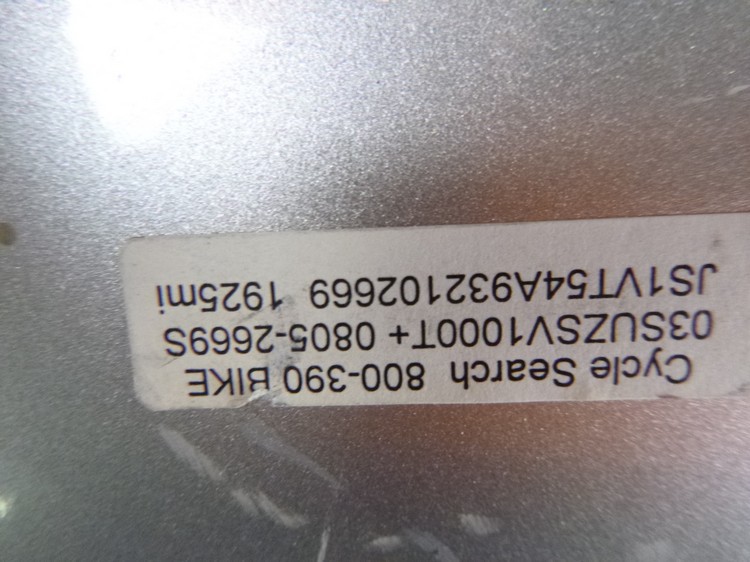 Cycle Search 800-390 BIKE
03SUZSV1000T+ 0805-2669S
JS1VT54A932102669 1925mi